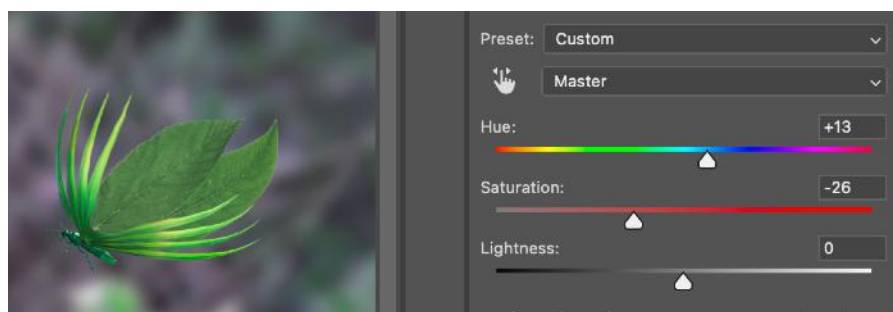 Preset: Custom
Master
Hue: +13
Saturation: -26
Lightness: 0